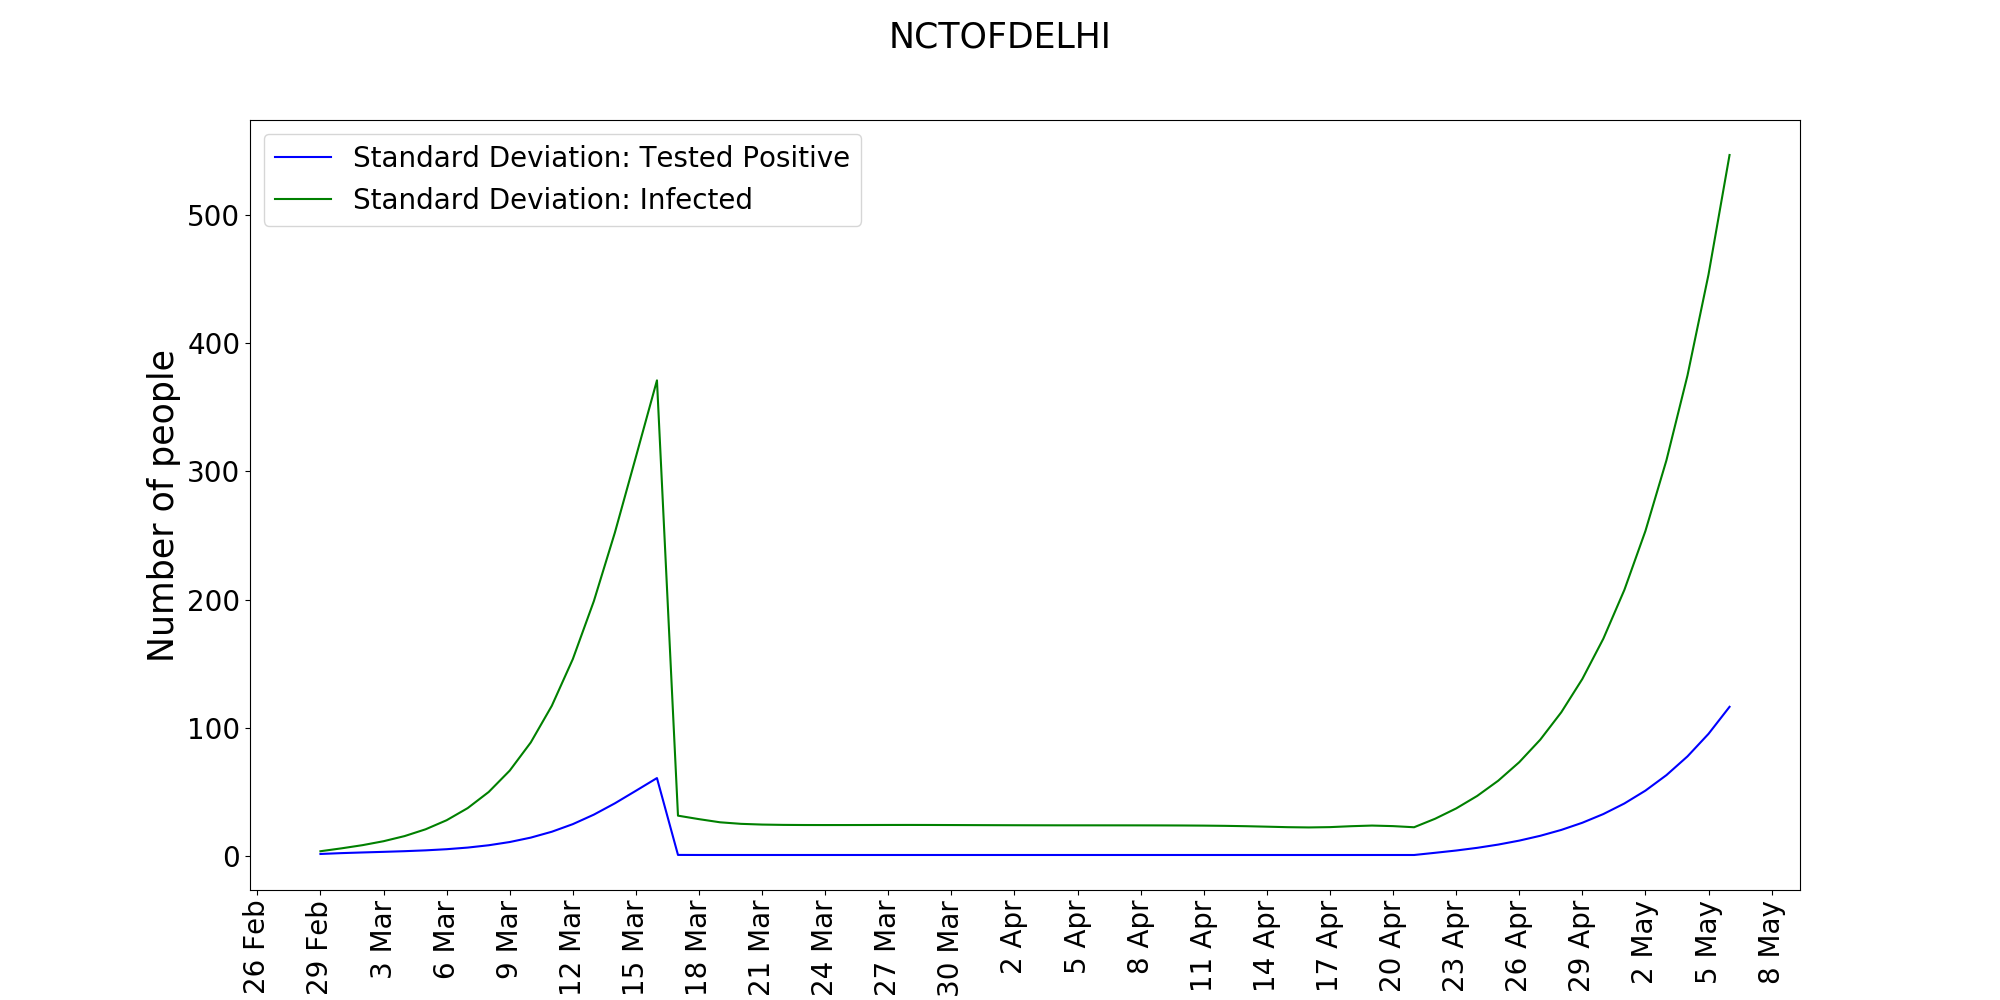 NCTOFDELHI
Standard Deviation: Tested Positive
Standard Deviation: Infected
Number of people
500
400
300
200
100
0
26 Feb
29 Feb
3 Mar
6 Mar
9 Mar
12 Mar
15 Mar
18 Mar
21 Mar
24 Mar
27 Mar
30 Mar
2 Apr
5 Apr
8 Apr
11 Apr
14 Apr
17 Apr
20 Apr
23 Apr
26 Apr
29 Apr
2 May
5 May
8 May